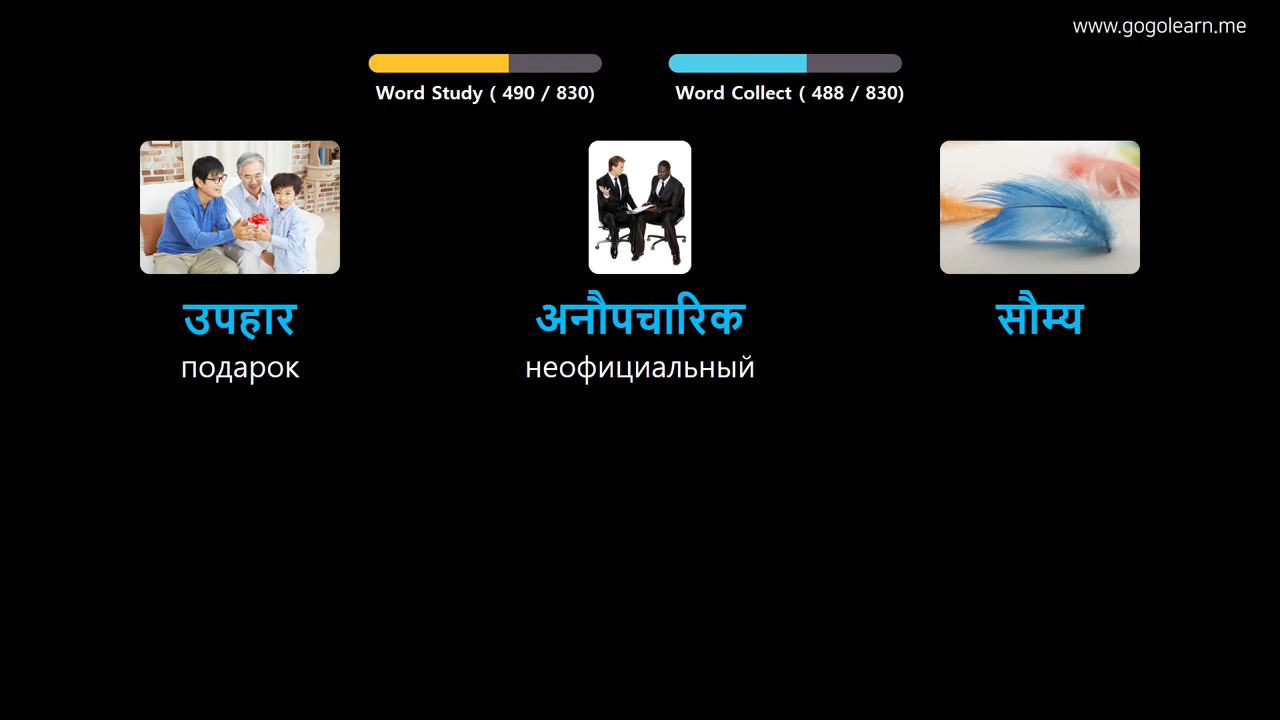 www.gogolearn.me
Word Study ( 490 / 830)
Word Collect ( 488 / 830)
उपहार
подарок
अनौपचारिक
неофициальный
सौम्य